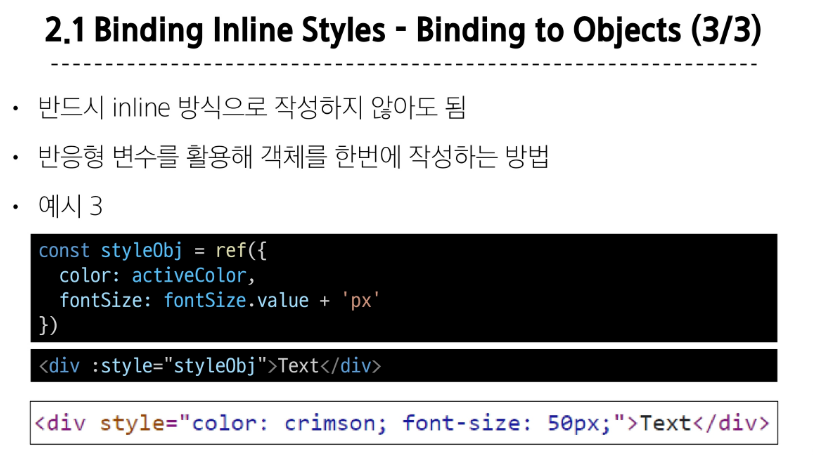 2.1 Binding Inline Styles - Binding to Objects (3/3)
• 반드시 inline 방식으로 작성하지 않아도 됨
• 반응형 변수를 활용해 객체를 한번에 작성하는 방법
• 예시 3
const styleObj = ref({
  color: activeColor,
  fontSize: fontSize.value + 'px'
})
<div :style="styleObj">Text</div>
<div style="color: crimson; font-size: 50px;">Text</div>